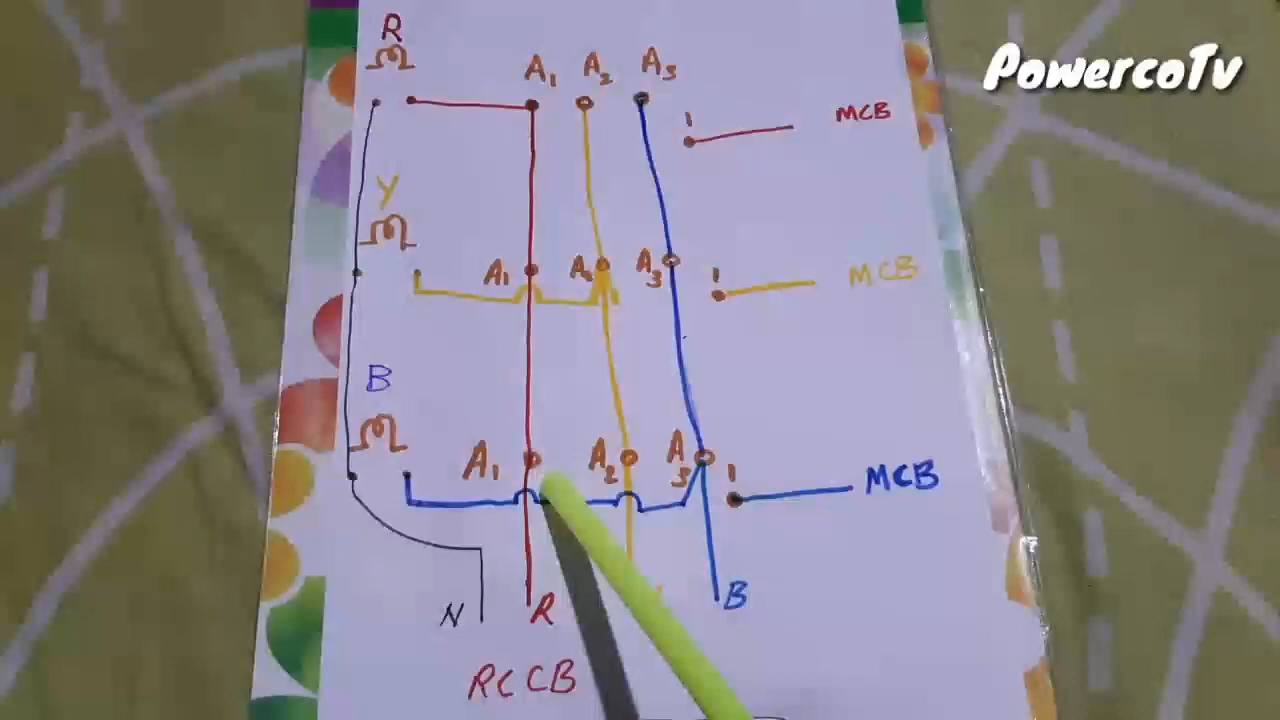 PowercoTv
R
A1 A2 A3
1 MCB
Y
A1 A2 A3
1 MCB
B
A1 A2 A3
1 MCB
N R B
RCCB